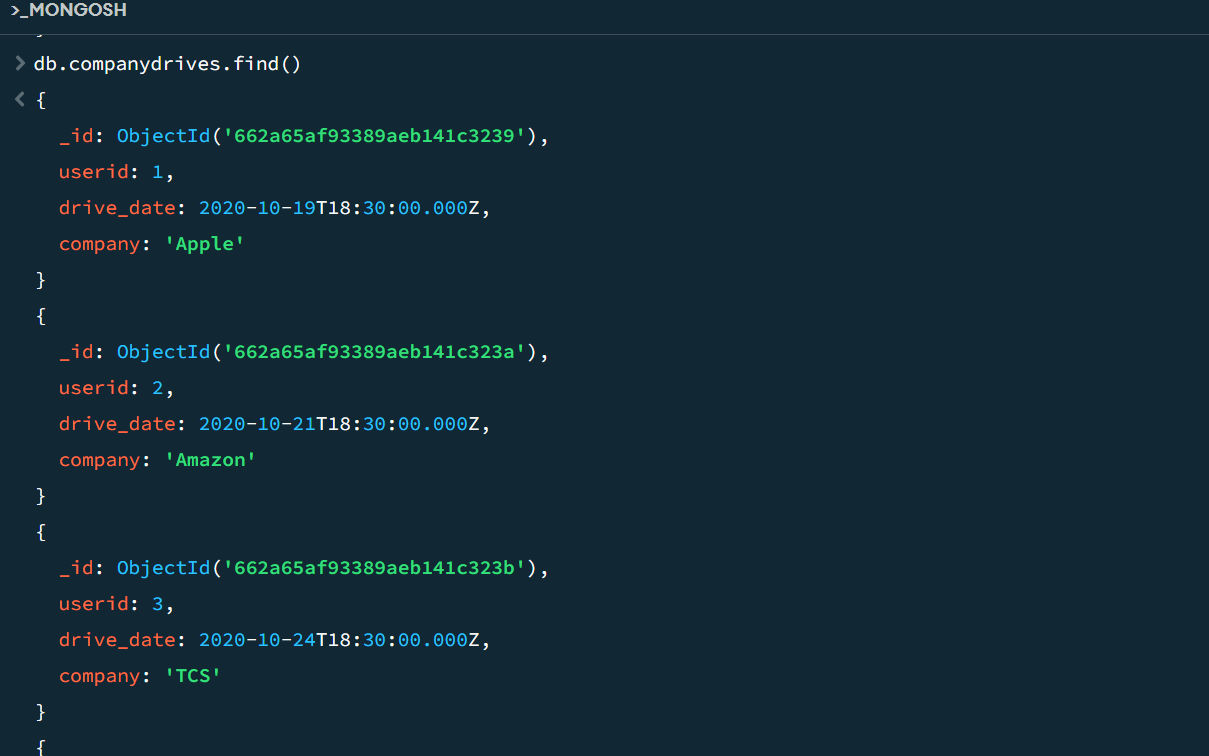 >_MONGOSH
> db.companydrives.find()
< {
_id: ObjectId('662a65af93389aeb141c3239'),
userid: 1,
drive_date: 2020-10-19T18:30:00.000Z,
company: 'Apple'
}
{
_id: ObjectId('662a65af93389aeb141c323a'),
userid: 2,
drive_date: 2020-10-21T18:30:00.000Z,
company: 'Amazon'
}
{
_id: ObjectId('662a65af93389aeb141c323b'),
userid: 3,
drive_date: 2020-10-24T18:30:00.000Z,
company: 'TCS'
}
{